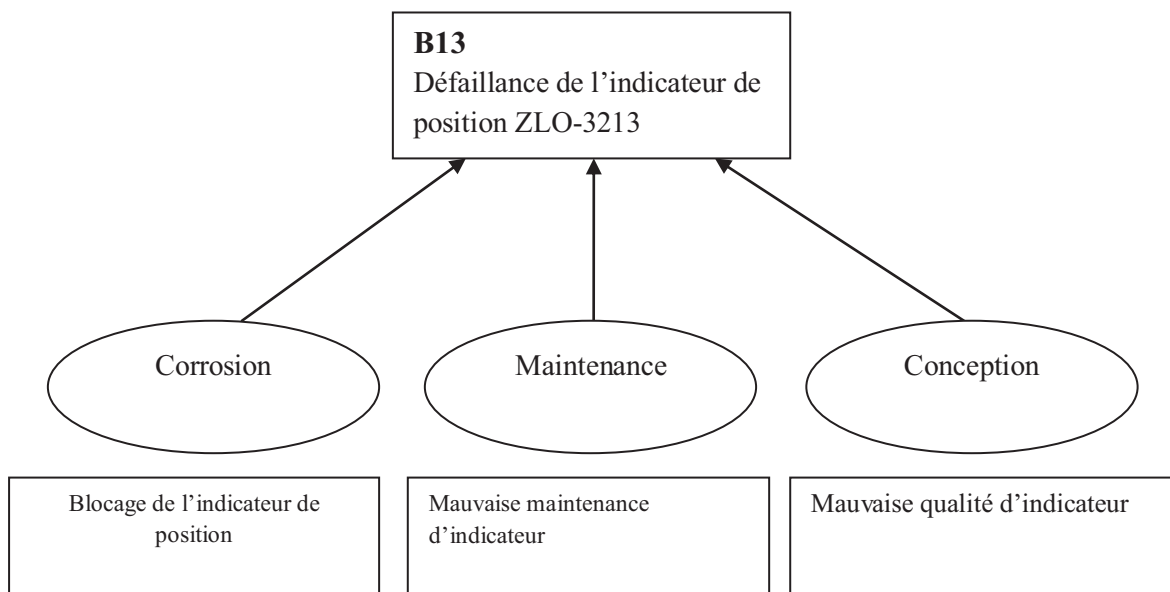 B13
Défaillance de l’indicateur de
position ZLO-3213
Corrosion
Maintenance
Conception
Blocage de l’indicateur de
position
Mauvaise maintenance
d’indicateur
Mauvaise qualité d’indicateur